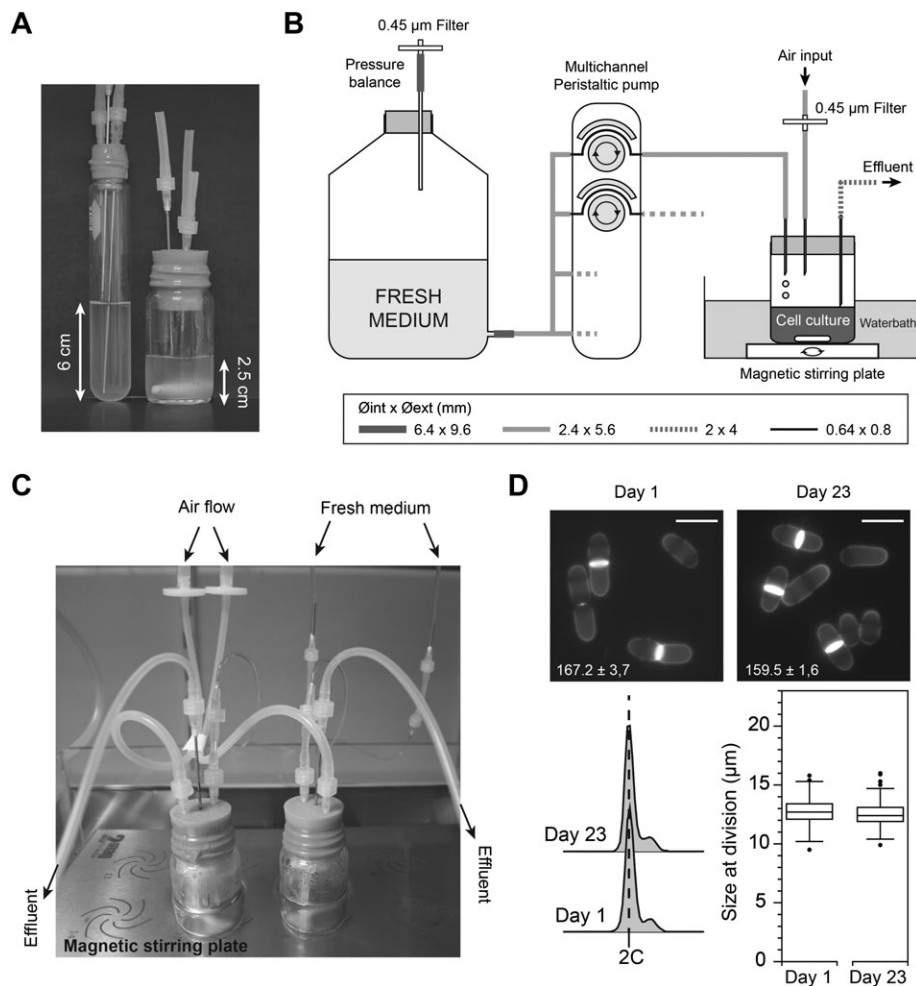 A
6 cm
2.5 cm
B
0.45 µm Filter
Pressure
balance
Multichannel
Peristaltic pump
Air input
0.45 µm Filter
Effluent
FRESH
MEDIUM
Cell culture
Waterbath
Magnetic stirring plate
Øint x Øext (mm)
6.4 x 9.6
2.4 x 5.6
2 x 4
0.64 x 0.8
C
Air flow
Fresh medium
Effluent
Effluent
Magnetic stirring plate
D
Day 1
Day 23
167.2 ± 3,7
159.5 ± 1,6
Day 23
Day 1
2C
Size at division (µm)
20
15
10
5
0
Day 1
Day 23